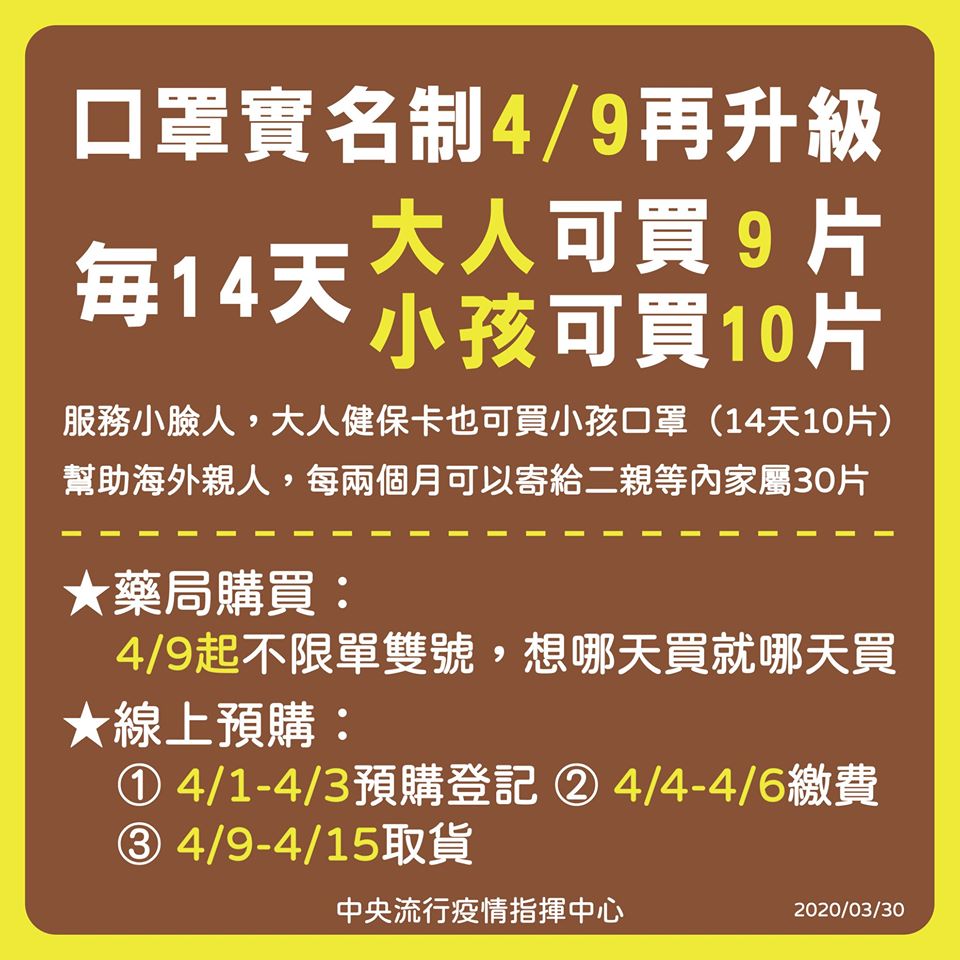 口罩實名制4/9再升級
每14天
大人可買9片
小孩可買10片
服務小臉人，大人健保卡也可買小孩口罩（14天10片）
幫助海外親人，每兩個月可以寄給二親等內家屬30片
★藥局購買：
4/9起不限單雙號，想哪天買就哪天買
★線上預購：
① 4/1-4/3預購登記 ② 4/4-4/6繳費
③ 4/9-4/15取貨
中央流行疫情指揮中心
2020/03/30